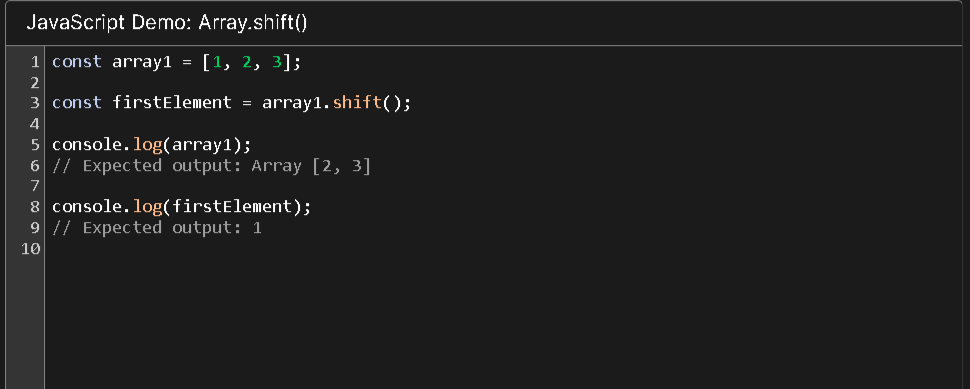 JavaScript Demo: Array.shift()
1 const array1 = [1, 2, 3];
2
3 const firstElement = array1.shift();
4
5 console.log(array1);
6 // Expected output: Array [2, 3]
7
8 console.log(firstElement);
9 // Expected output: 1
10